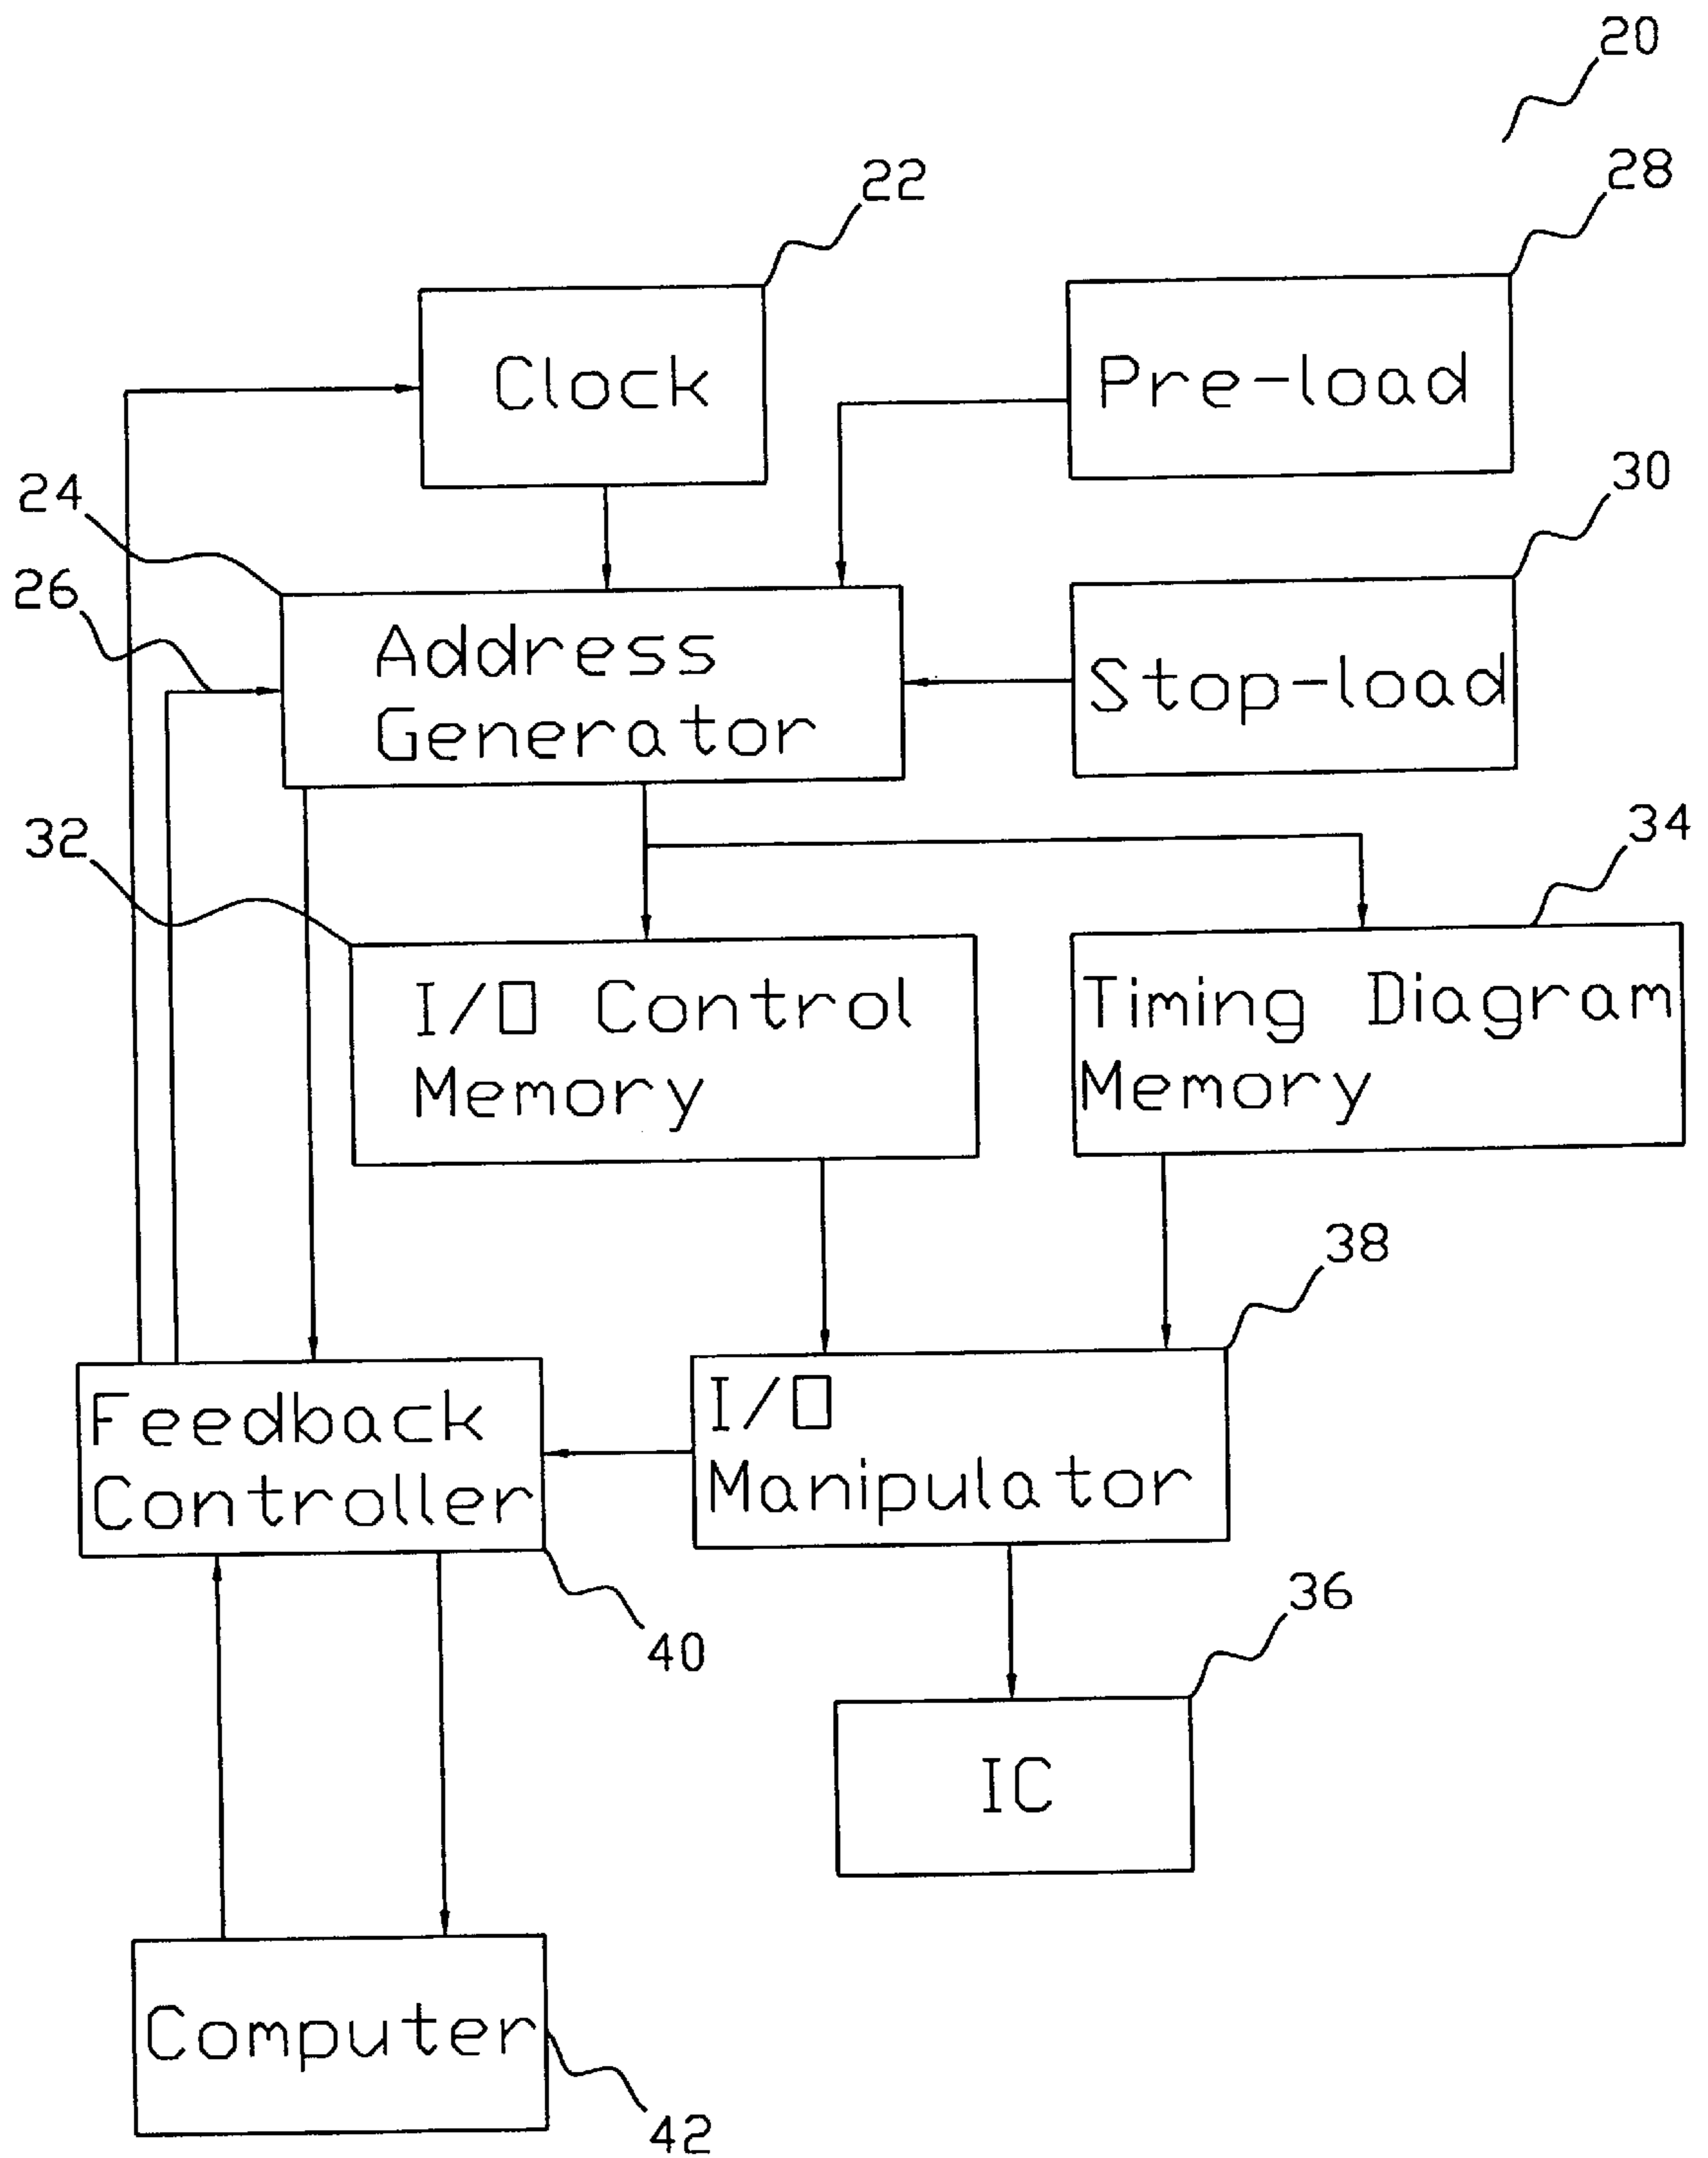 20
28
22
Clock
Pre-load
30
24
26
Address
Generator
Stop-load
32
34
I/O Control
Memory
Timing Diagram
Memory
38
Feedback
Controller
I/O
Manipulator
36
40
IC
Computer
42